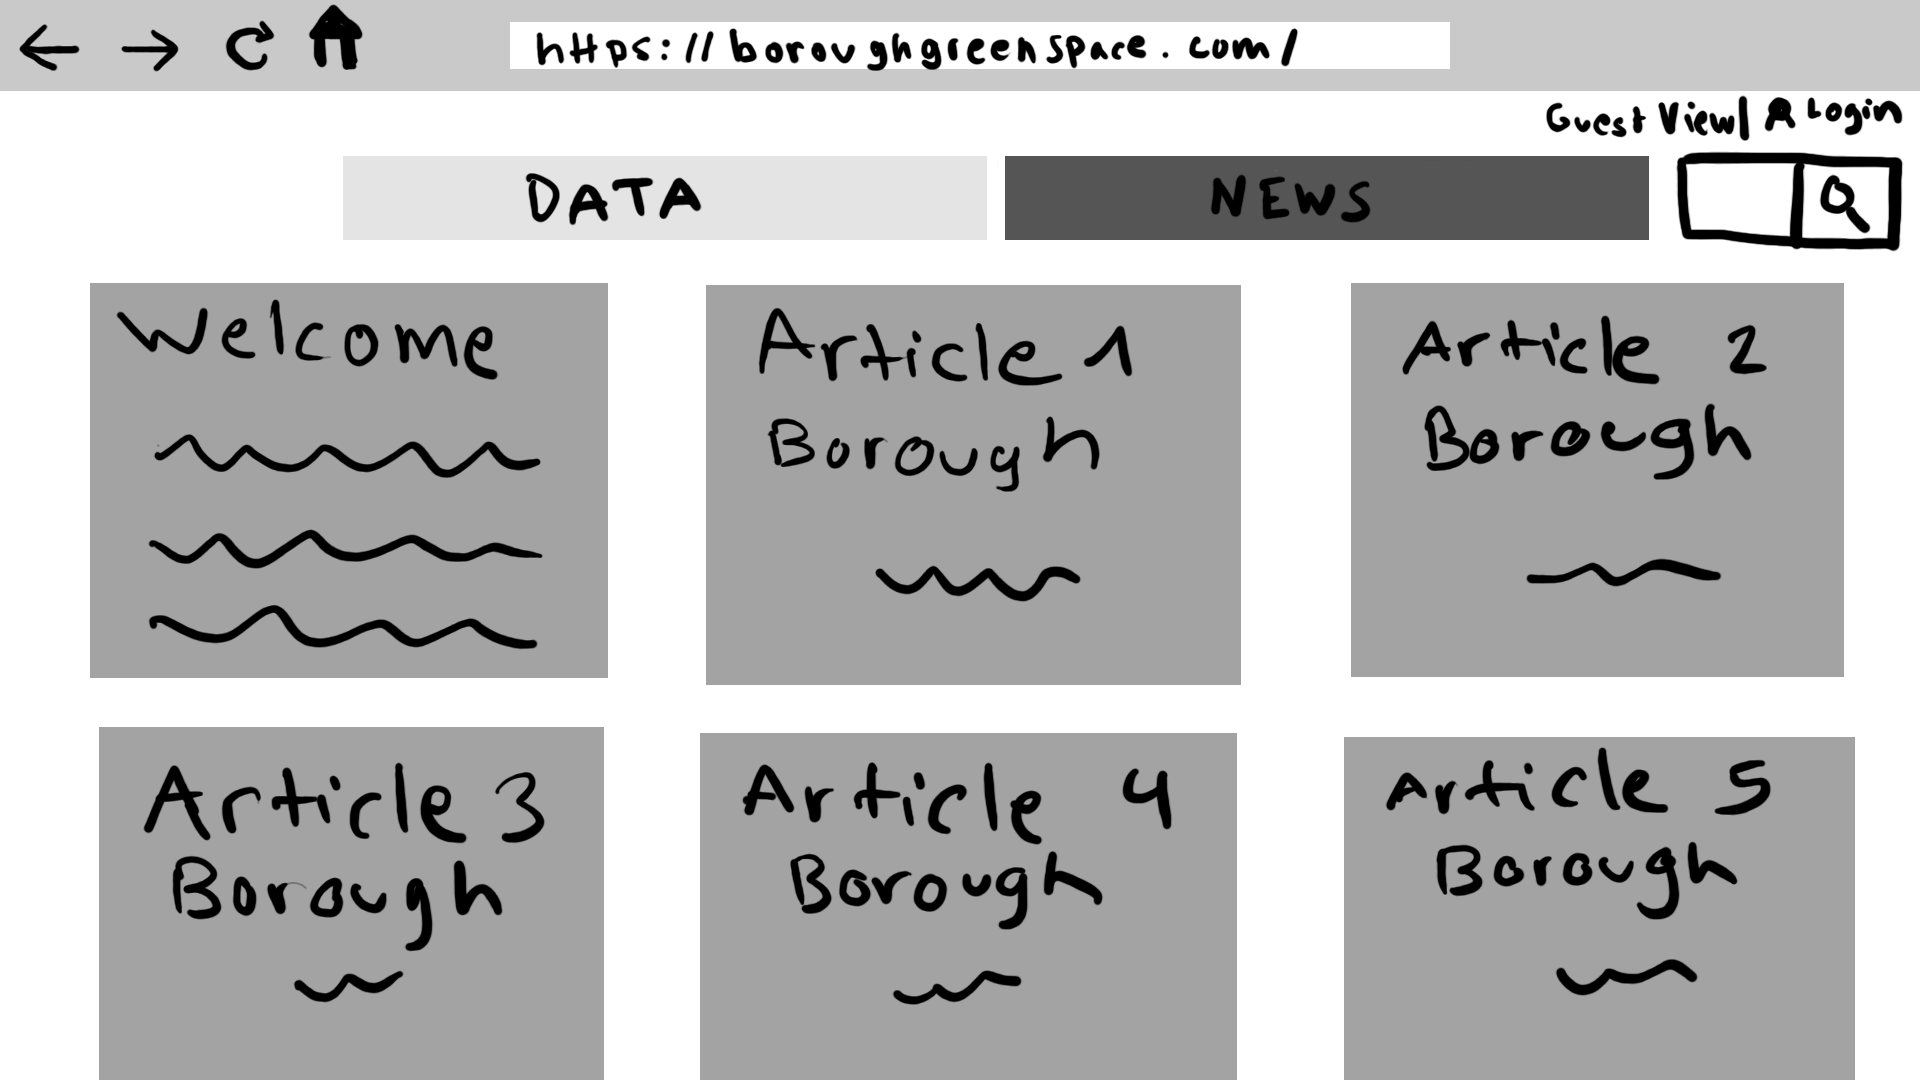 https://boroughgreenspace.com/
Guest View| Login
DATA
NEWS
Welcome
Article 1
Borough
Article 2
Borough
Article 3
Borough
Article 4
Borough
Article 5
Borough